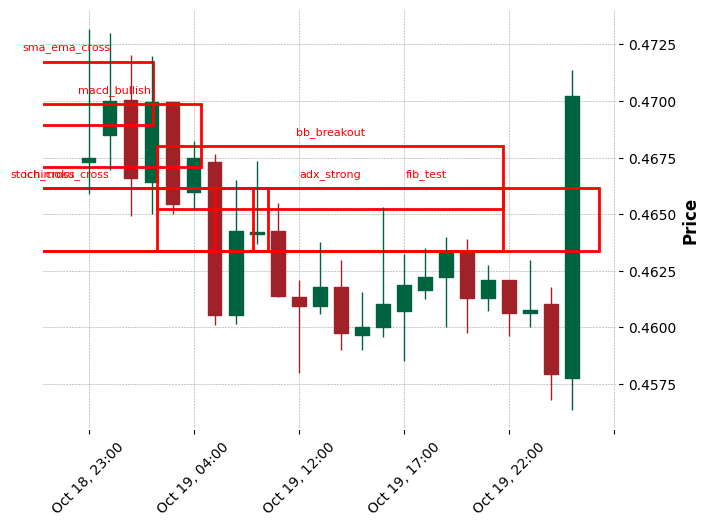 sma_ema_cross
macd_bullish
bb_breakout
adx_strong
fib_test
0.4725
0.4700
0.4675
0.4650
0.4625
0.4600
0.4575
Price
Oct 18, 23:00
Oct 19, 04:00
Oct 19, 12:00
Oct 19, 17:00
Oct 19, 22:00